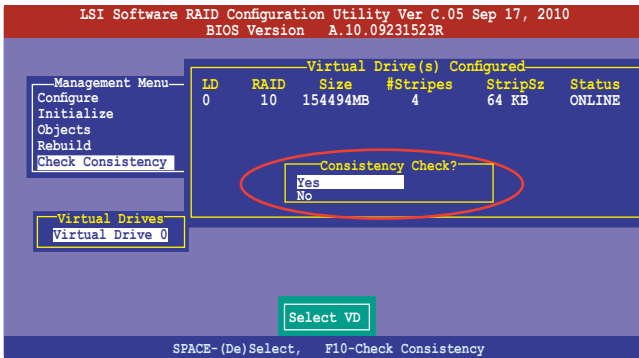 LSI Software RAID Configuration Utility Ver C.05 Sep 17, 2010
BIOS Version A.10.09231523R
Virtual Drive(s) Configured
LD RAID Size #Stripes StripSz Status
0 10 154494MB 4 64 KB ONLINE
Management Menu
Configure
Initialize
Objects
Rebuild
Check Consistency
Consistency Check?
Yes
No
Virtual Drives
Virtual Drive 0
Select VD
SPACE-(De)Select, F10-Check Consistency